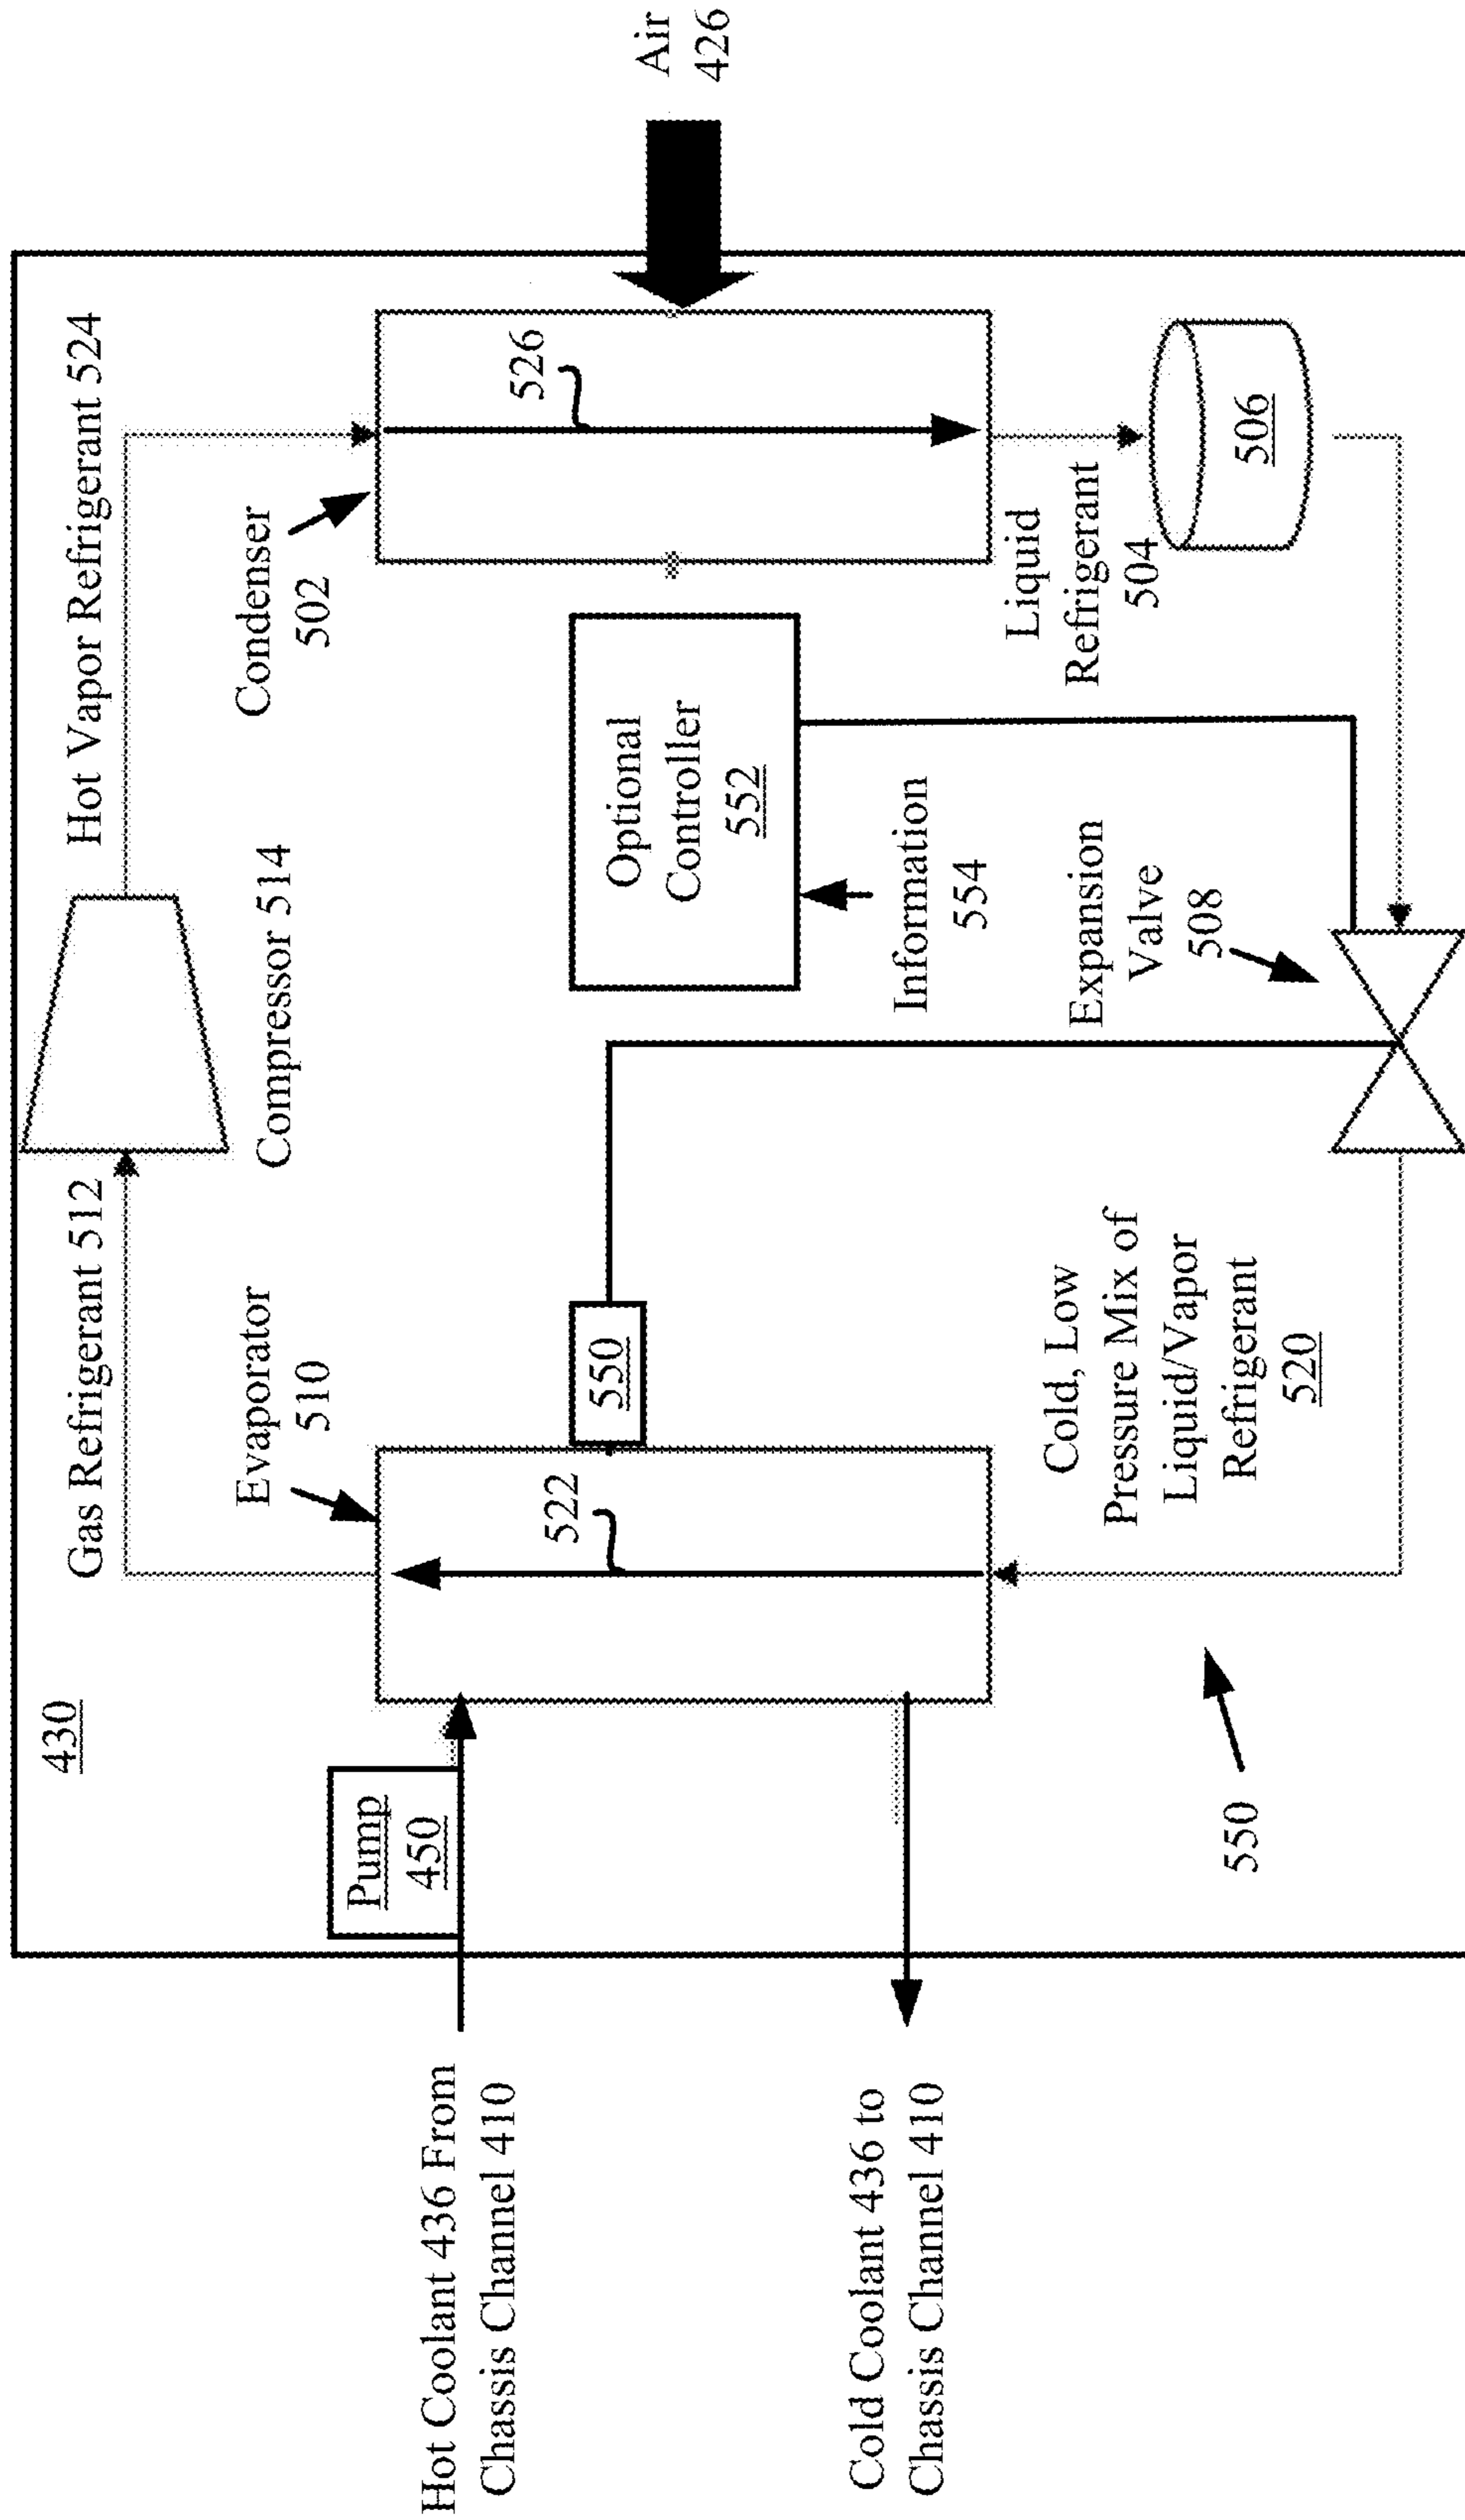 430
Gas Refrigerant 512
Hot Vapor Refrigerant 524
Compressor 514
Evaporator
510
Condenser
502
Pump
450
Hot Coolant 436 From
Chassis Channel 410
522
550
526
Optional
Controller
552
Air
426
Cold Coolant 436 to
Chassis Channel 410
Information
554
Liquid
Refrigerant
504
Cold, Low
Pressure Mix of
Liquid/Vapor
Refrigerant
520
Expansion
Valve
508
506
550